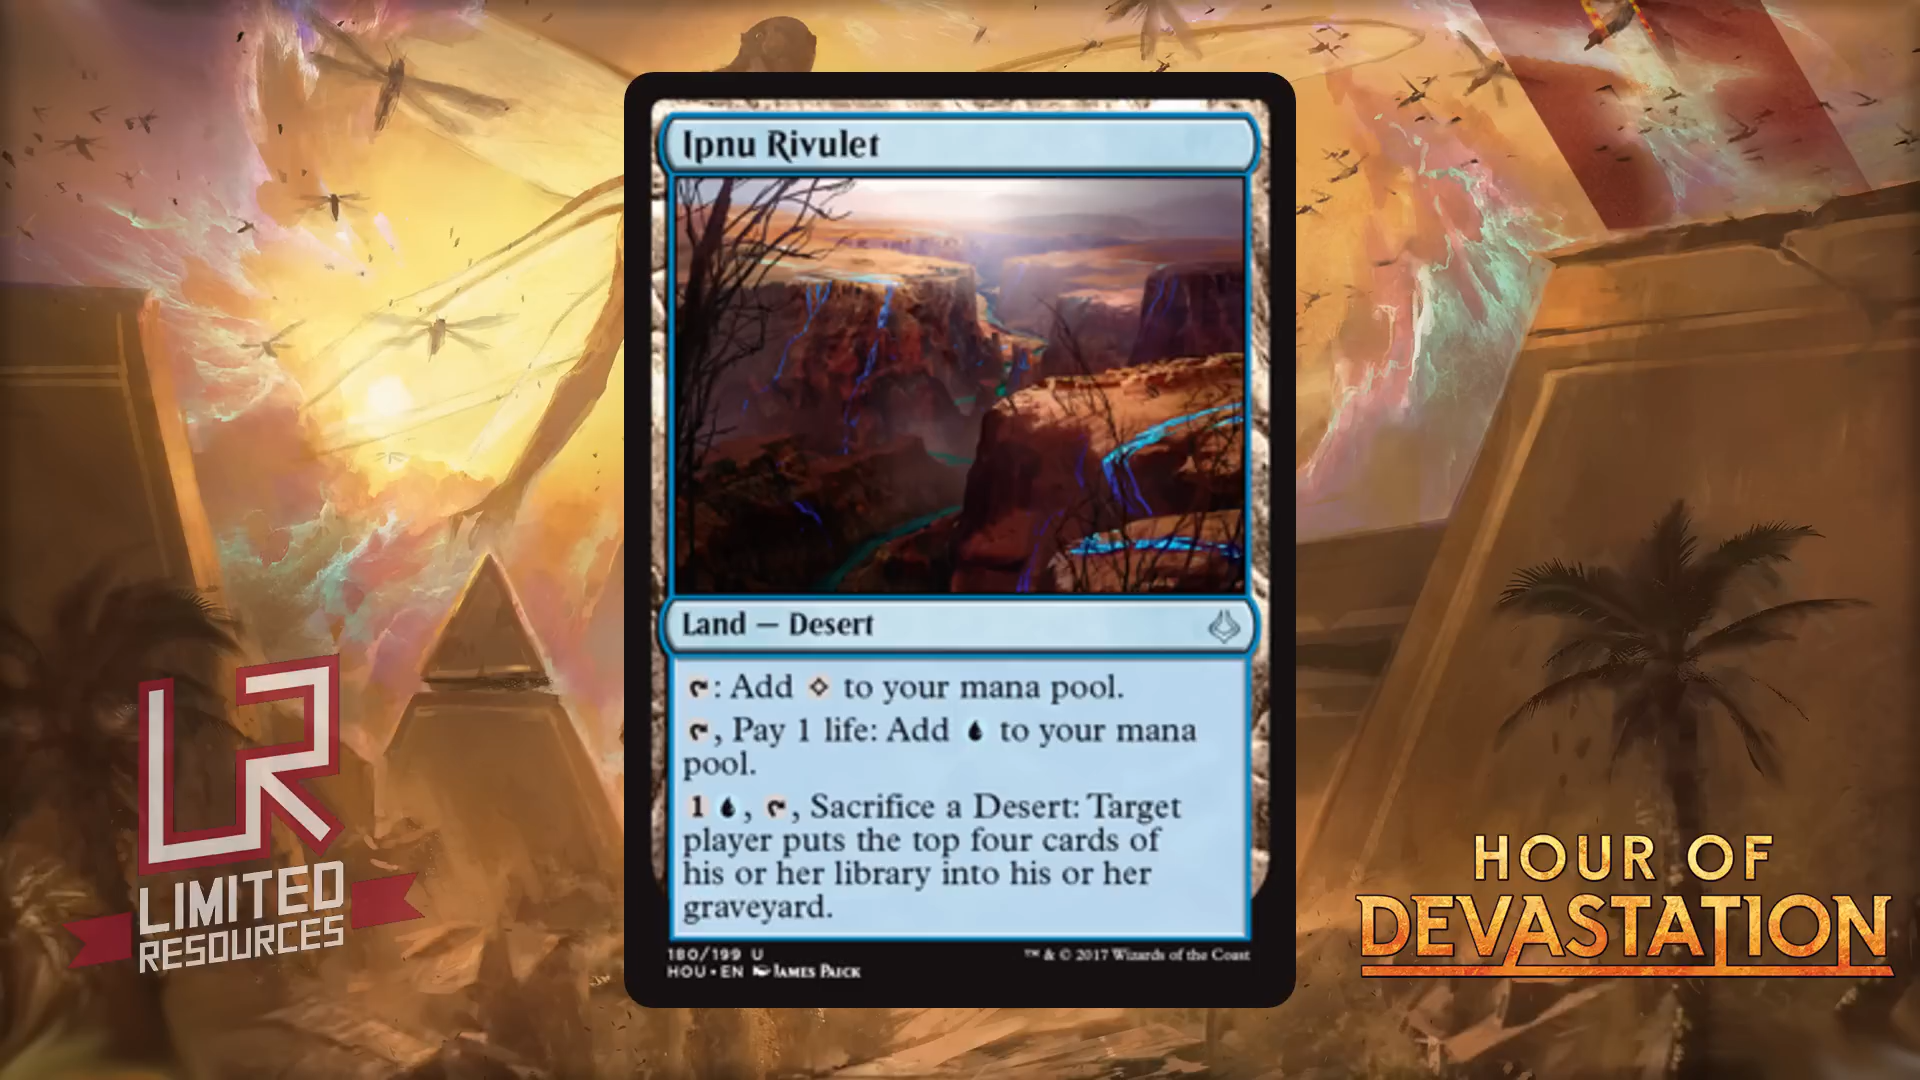 Ipnu Rivulet
Land — Desert
: Add to your mana pool.
, Pay 1 life: Add to your mana
pool.
1 , , Sacrifice a Desert: Target
player puts the top four cards of
his or her library into his or her
graveyard.
180/199 U
HOU • EN JAMES PAICK
™ & © 2017 Wizards of the Coast
LR
LIMITED
RESOURCES
HOUR OF
DEVASTATION